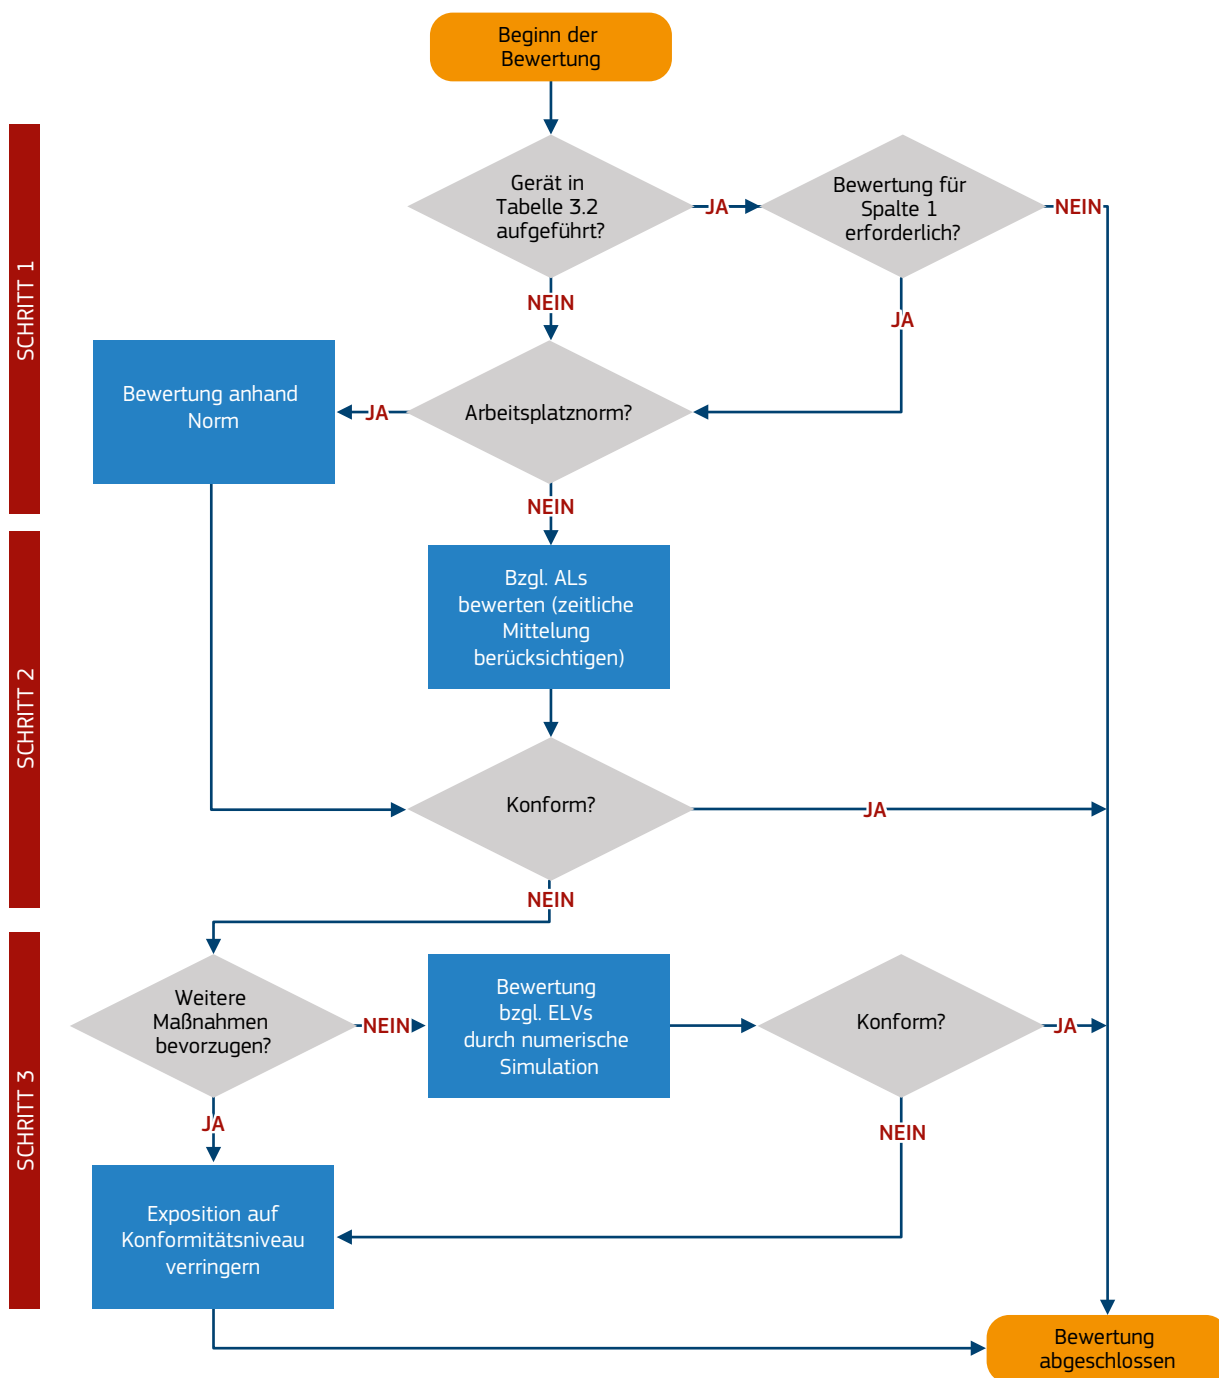 Beginn der
Bewertung
SCHRITT 1
Gerät in
Tabelle 3.2
aufgeführt?
JA
Bewertung für
Spalte 1
erforderlich?
NEIN
NEIN
JA
Bewertung anhand
Norm
JA
Arbeitsplatznorm?
NEIN
SCHRITT 2
Bzgl. ALs
bewerten (zeitliche
Mittelung
berücksichtigen)
Konform?
JA
NEIN
SCHRITT 3
Weitere
Maßnahmen
bevorzugen?
NEIN
Bewertung
bzgl. ELVs
durch numerische
Simulation
Konform?
JA
JA
NEIN
Exposition auf
Konformitätsniveau
verringern
Bewertung
abgeschlossen